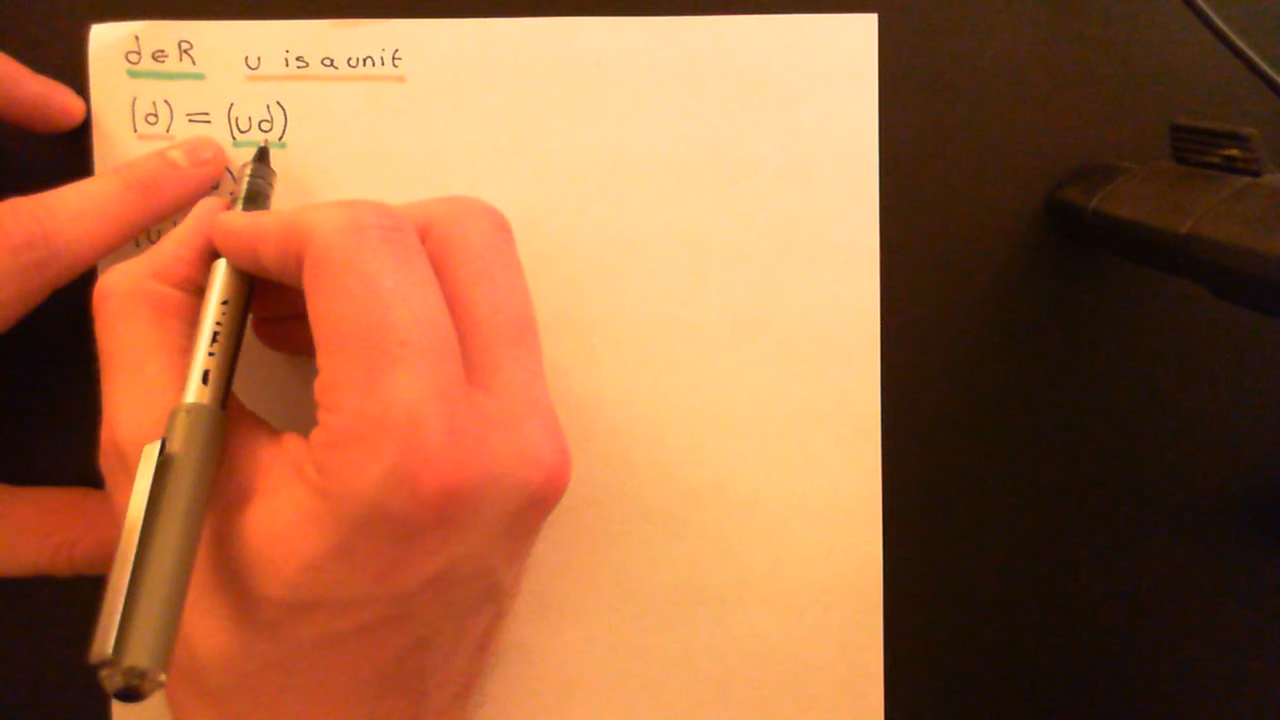 d∈R u is a unit
(d) = (ud)